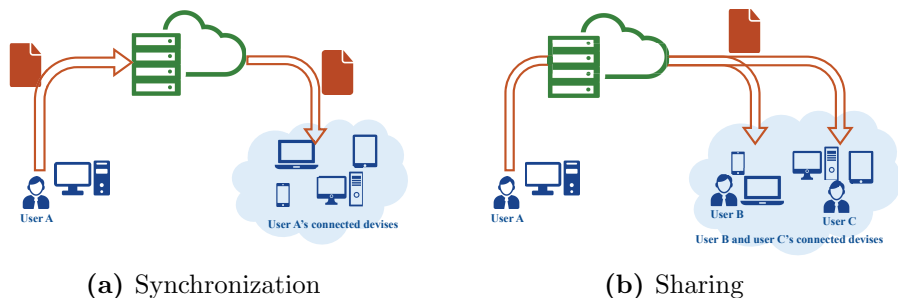 User A
User A's connected devises
(a) Synchronization
User A
User B
User C
User B and user C's connected devises
(b) Sharing